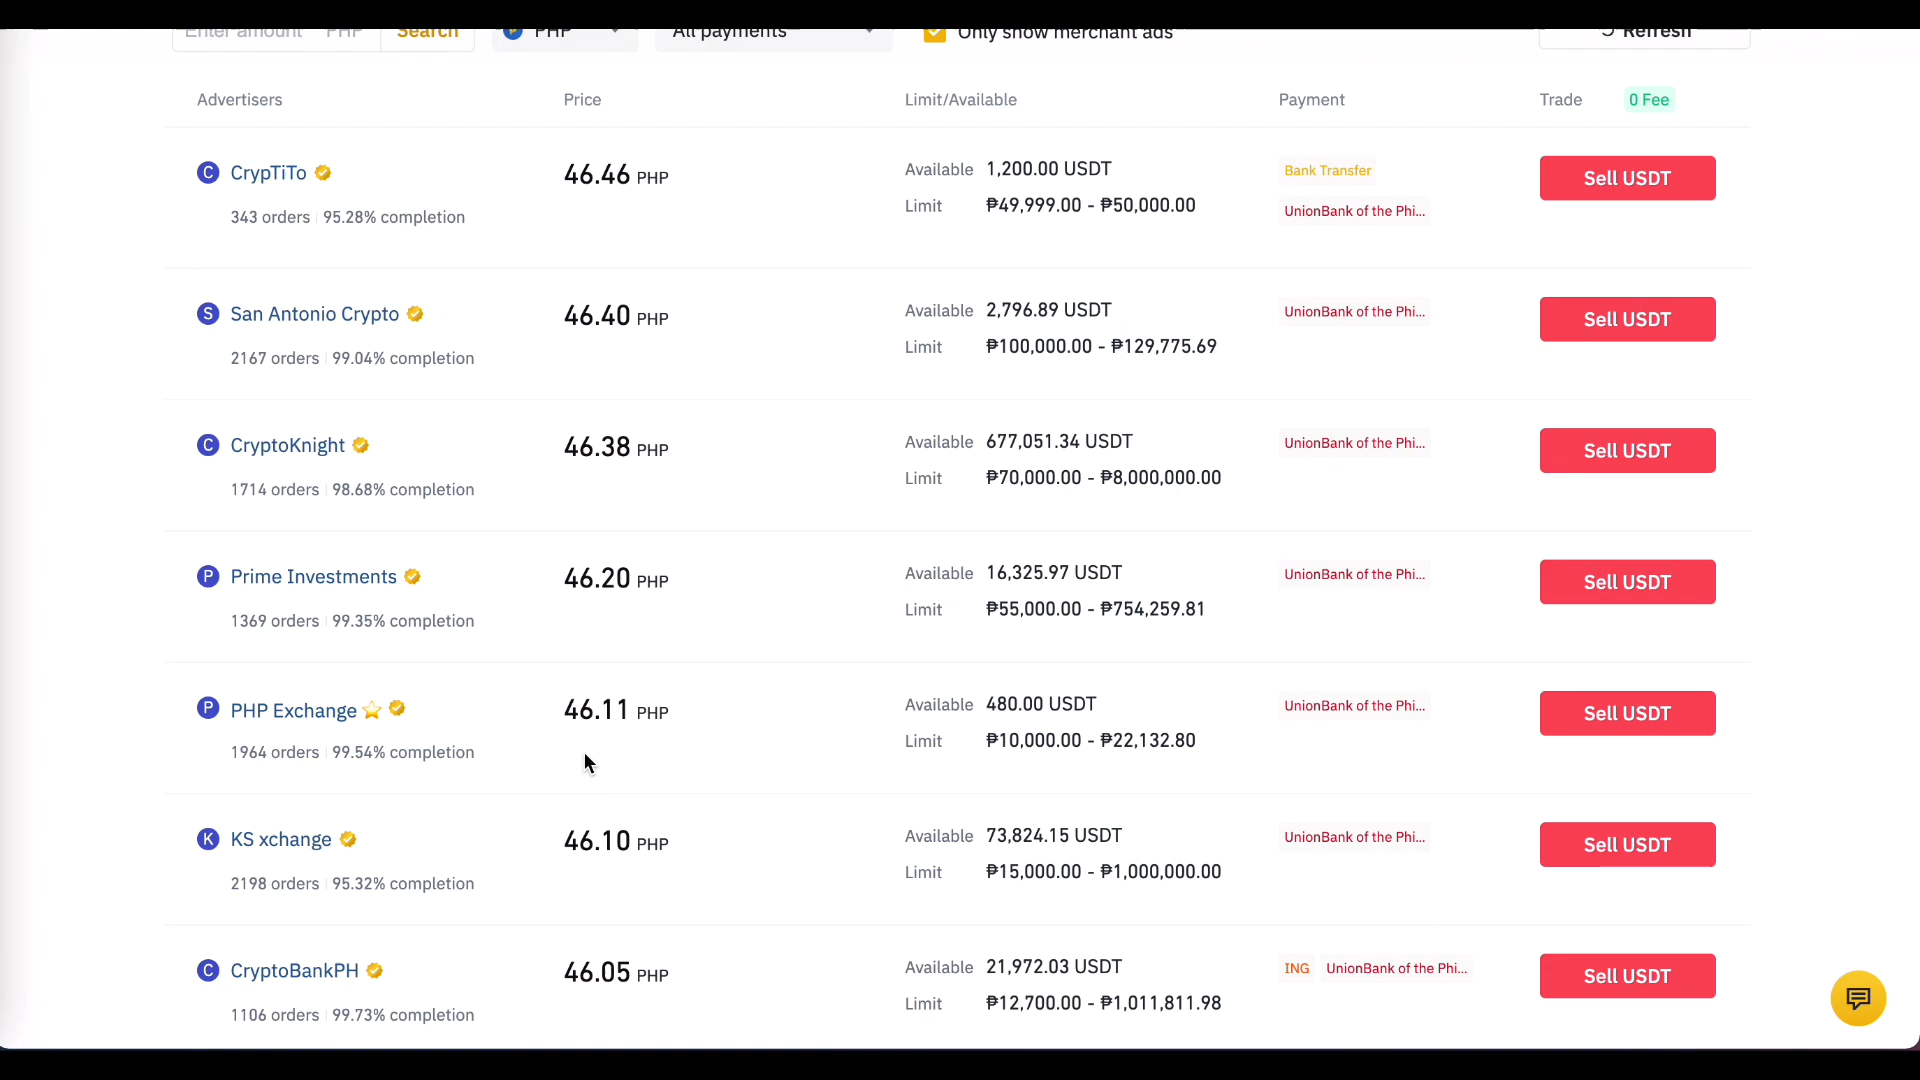 Enter amount PHP Search PHP All payments Only show merchant ads Refresh
Advertisers Price Limit/Available Payment Trade 0 Fee
C CrypTiTo 46.46 PHP Available 1,200.00 USDT Bank Transfer Sell USDT
343 orders 95.28% completion Limit ₱49,999.00 - ₱50,000.00 UnionBank of the Phi...
S San Antonio Crypto 46.40 PHP Available 2,796.89 USDT UnionBank of the Phi... Sell USDT
2167 orders 99.04% completion Limit ₱100,000.00 - ₱129,775.69
C CryptoKnight 46.38 PHP Available 677,051.34 USDT UnionBank of the Phi... Sell USDT
1714 orders 98.68% completion Limit ₱70,000.00 - ₱8,000,000.00
P Prime Investments 46.20 PHP Available 16,325.97 USDT UnionBank of the Phi... Sell USDT
1369 orders 99.35% completion Limit ₱55,000.00 - ₱754,259.81
P PHP Exchange 46.11 PHP Available 480.00 USDT UnionBank of the Phi... Sell USDT
1964 orders 99.54% completion Limit ₱10,000.00 - ₱22,132.80
K KS xchange 46.10 PHP Available 73,824.15 USDT UnionBank of the Phi... Sell USDT
2198 orders 95.32% completion Limit ₱15,000.00 - ₱1,000,000.00
C CryptoBankPH 46.05 PHP Available 21,972.03 USDT ING UnionBank of the Phi... Sell USDT
1106 orders 99.73% completion Limit ₱12,700.00 - ₱1,011,811.98